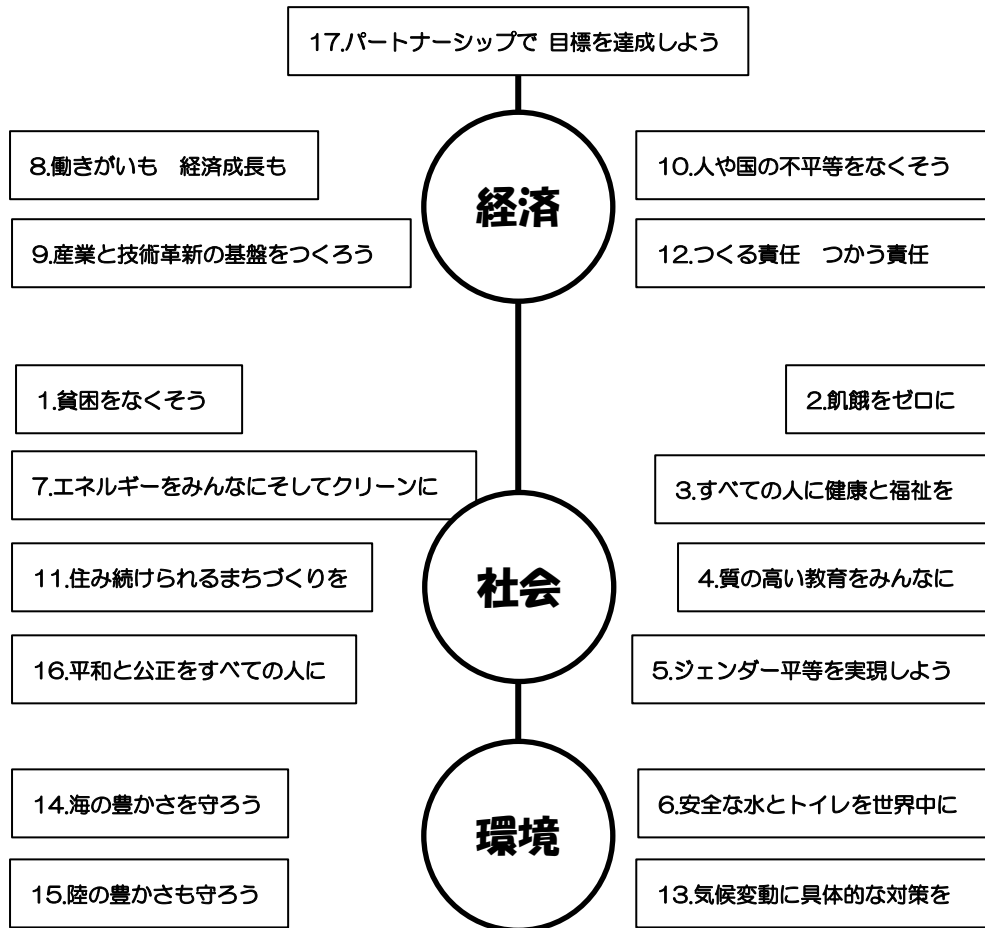 17.パートナーシップで 目標を達成しよう
8.働きがいも　経済成長も
10.人や国の不平等をなくそう
経済
9.産業と技術革新の基盤をつくろう
12.つくる責任　つかう責任
1.貧困をなくそう
2.飢餓をゼロに
7.エネルギーをみんなにそしてクリーンに
3.すべての人に健康と福祉を
11.住み続けられるまちづくりを
社会
4.質の高い教育をみんなに
16.平和と公正をすべての人に
5.ジェンダー平等を実現しよう
14.海の豊かさを守ろう
6.安全な水とトイレを世界中に
環境
15.陸の豊かさも守ろう
13.気候変動に具体的な対策を